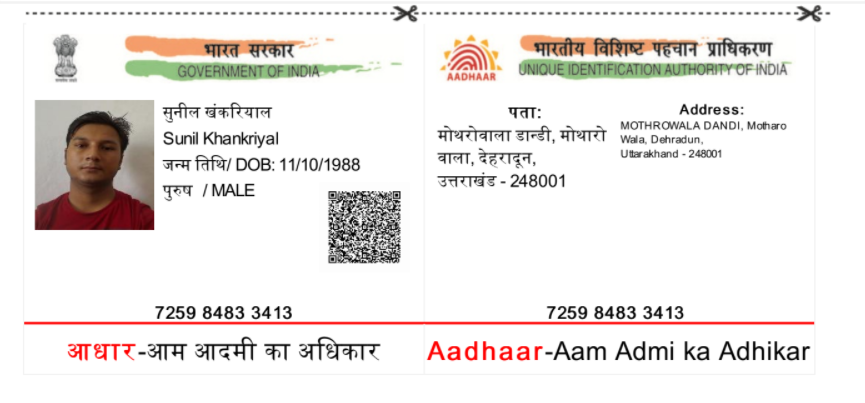 भारत सरकार
GOVERNMENT OF INDIA
सुनील खंकरियाल
Sunil Khankriyal
जन्म तिथि/ DOB: 11/10/1988
पुरुष / MALE
7259 8483 3413
आधार-आम आदमी का अधिकार
भारतीय विशिष्ट पहचान प्राधिकरण
UNIQUE IDENTIFICATION AUTHORITY OF INDIA
AADHAAR
पता:
मोथरोवाला डान्डी, मोथारो
वाला, देहरादून,
उत्तराखंड - 248001
Address:
MOTHROWALA DANDI, Motharo
Wala, Dehradun,
Uttarakhand - 248001
7259 8483 3413
Aadhaar-Aam Admi ka Adhikar